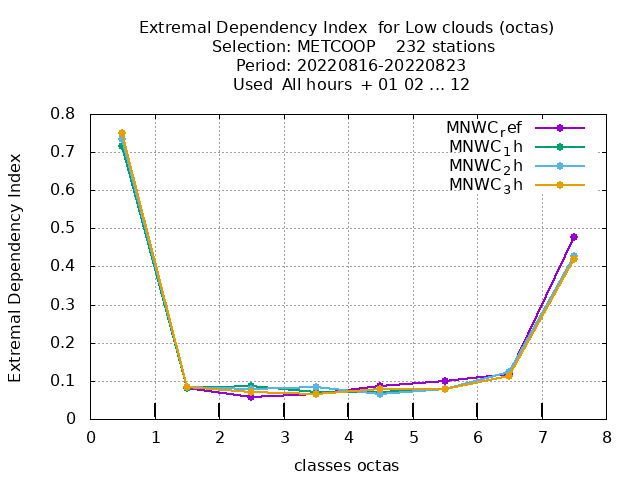 Extremal Dependency Index  for Low clouds (octas)
Selection: METCOOP    232 stations
Period: 20220816-20220823
Used  All hours  + 01 02 ... 12
MNWC_ref
MNWC_1h
MNWC_2h
MNWC_3h
Extremal Dependency Index
0.8
0.7
0.6
0.5
0.4
0.3
0.2
0.1
0
0 1 2 3 4 5 6 7 8
classes octas